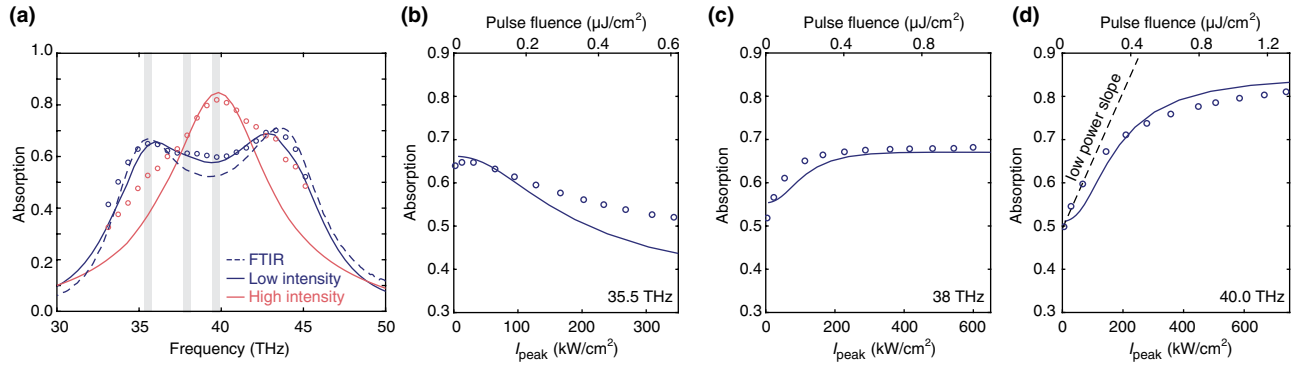 (a)
1.0
0.8
0.6
0.4
0.2
0.0
Absorption
30 35 40 45 50
Frequency (THz)
FTIR
Low intensity
High intensity
(b)
Pulse fluence (μJ/cm²)
0 0.2 0.4 0.6
0.9
0.8
0.7
0.6
0.5
0.4
0.3
Absorption
35.5 THz
0 100 200 300
Ipeak (kW/cm²)
(c)
Pulse fluence (μJ/cm²)
0 0.4 0.8
0.9
0.8
0.7
0.6
0.5
0.4
0.3
Absorption
38 THz
0 200 400 600
Ipeak (kW/cm²)
(d)
Pulse fluence (μJ/cm²)
0 0.4 0.8 1.2
0.9
0.8
0.7
0.6
0.5
0.4
0.3
Absorption
low power slope
40.0 THz
0 200 400 600
Ipeak (kW/cm²)